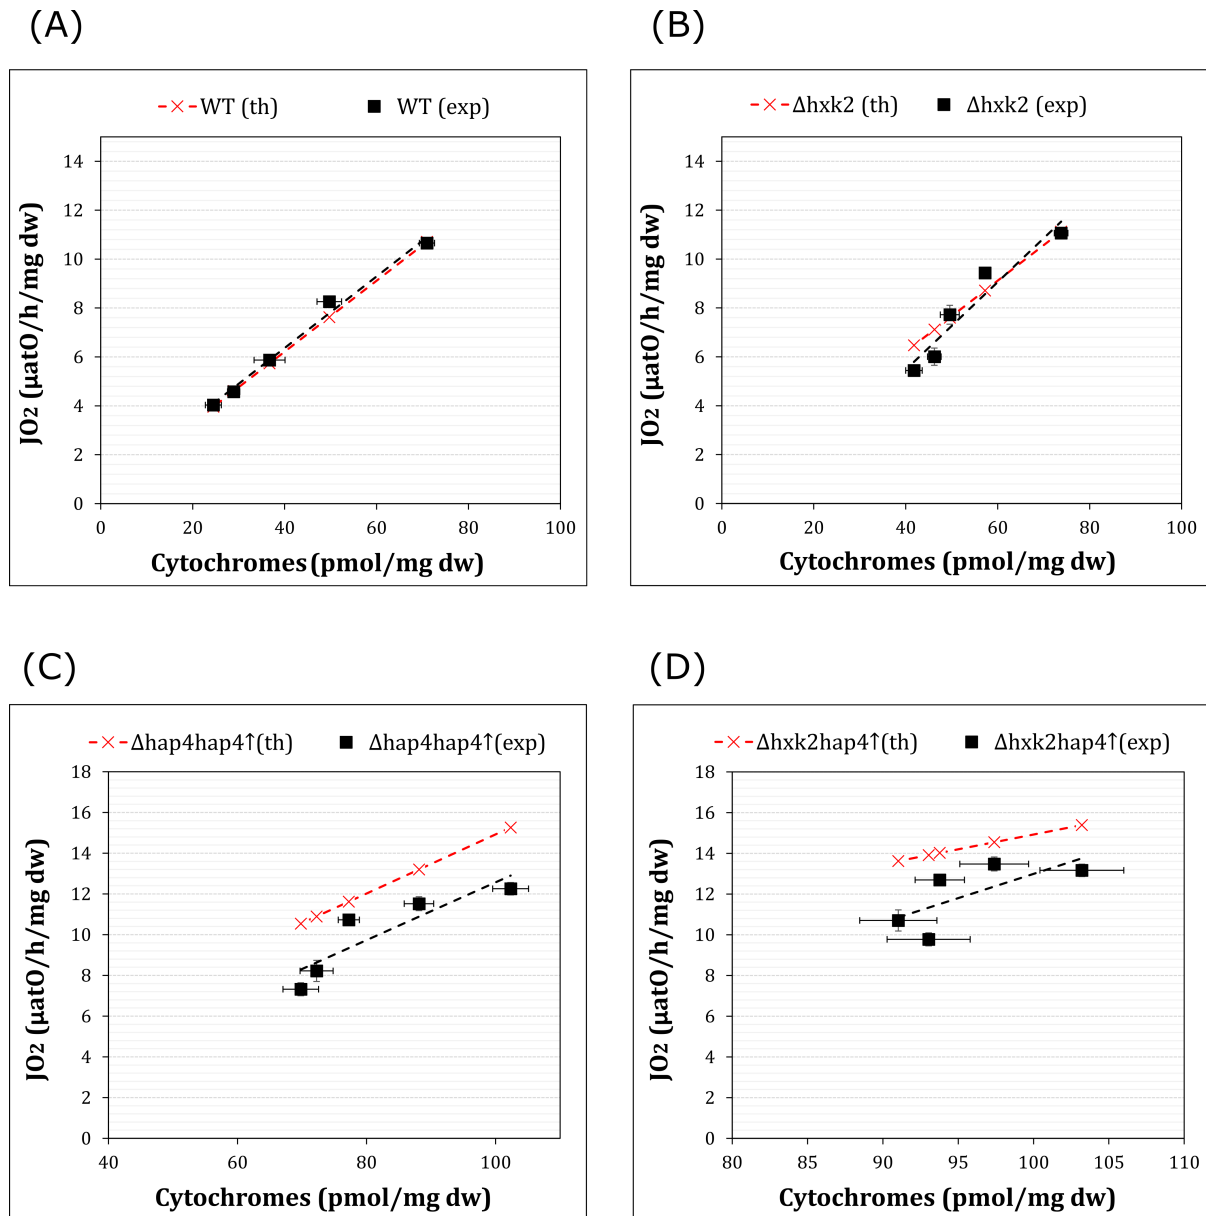 (A)
WT (th) WT (exp)
JO2 (µatO/h/mg dw)
14
12
10
8
6
4
2
0
0 20 40 60 80 100
Cytochromes (pmol/mg dw)
(B)
Δhxk2 (th) Δhxk2 (exp)
JO2 (µatO/h/mg dw)
14
12
10
8
6
4
2
0
0 20 40 60 80 100
Cytochromes (pmol/mg dw)
(C)
Δhap4hap4↑(th) Δhap4hap4↑(exp)
JO2 (µatO/h/mg dw)
18
16
14
12
10
8
6
4
2
0
40 60 80 100
Cytochromes (pmol/mg dw)
(D)
Δhxk2hap4↑(th) Δhxk2hap4↑(exp)
JO2 (µatO/h/mg dw)
18
16
14
12
10
8
6
4
2
0
80 85 90 95 100 105 110
Cytochromes (pmol/mg dw)